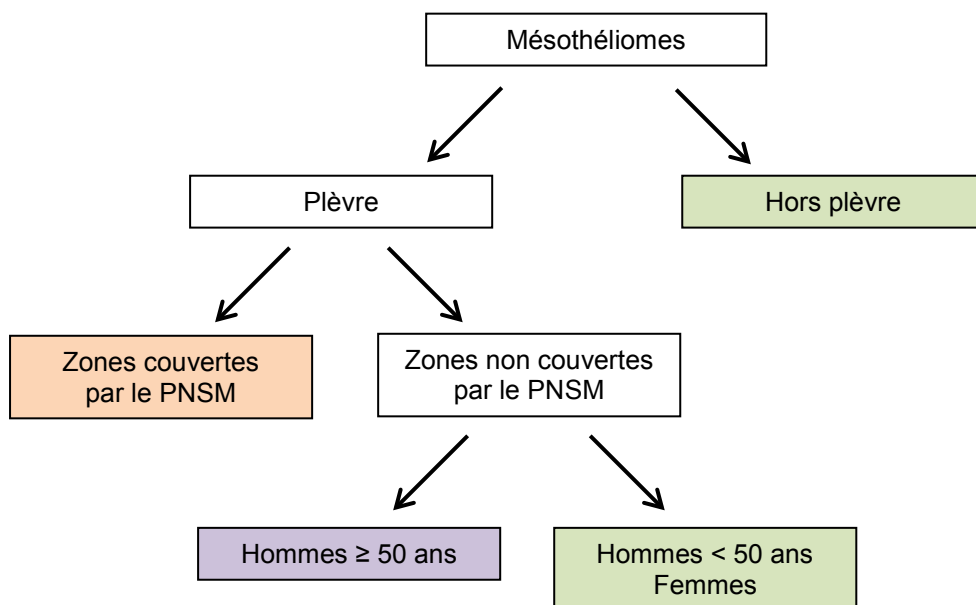 Mésothéliomes
Plèvre
Hors plèvre
Zones couvertes
par le PNSM
Zones non couvertes
par le PNSM
Hommes ≥ 50 ans
Hommes < 50 ans
Femmes